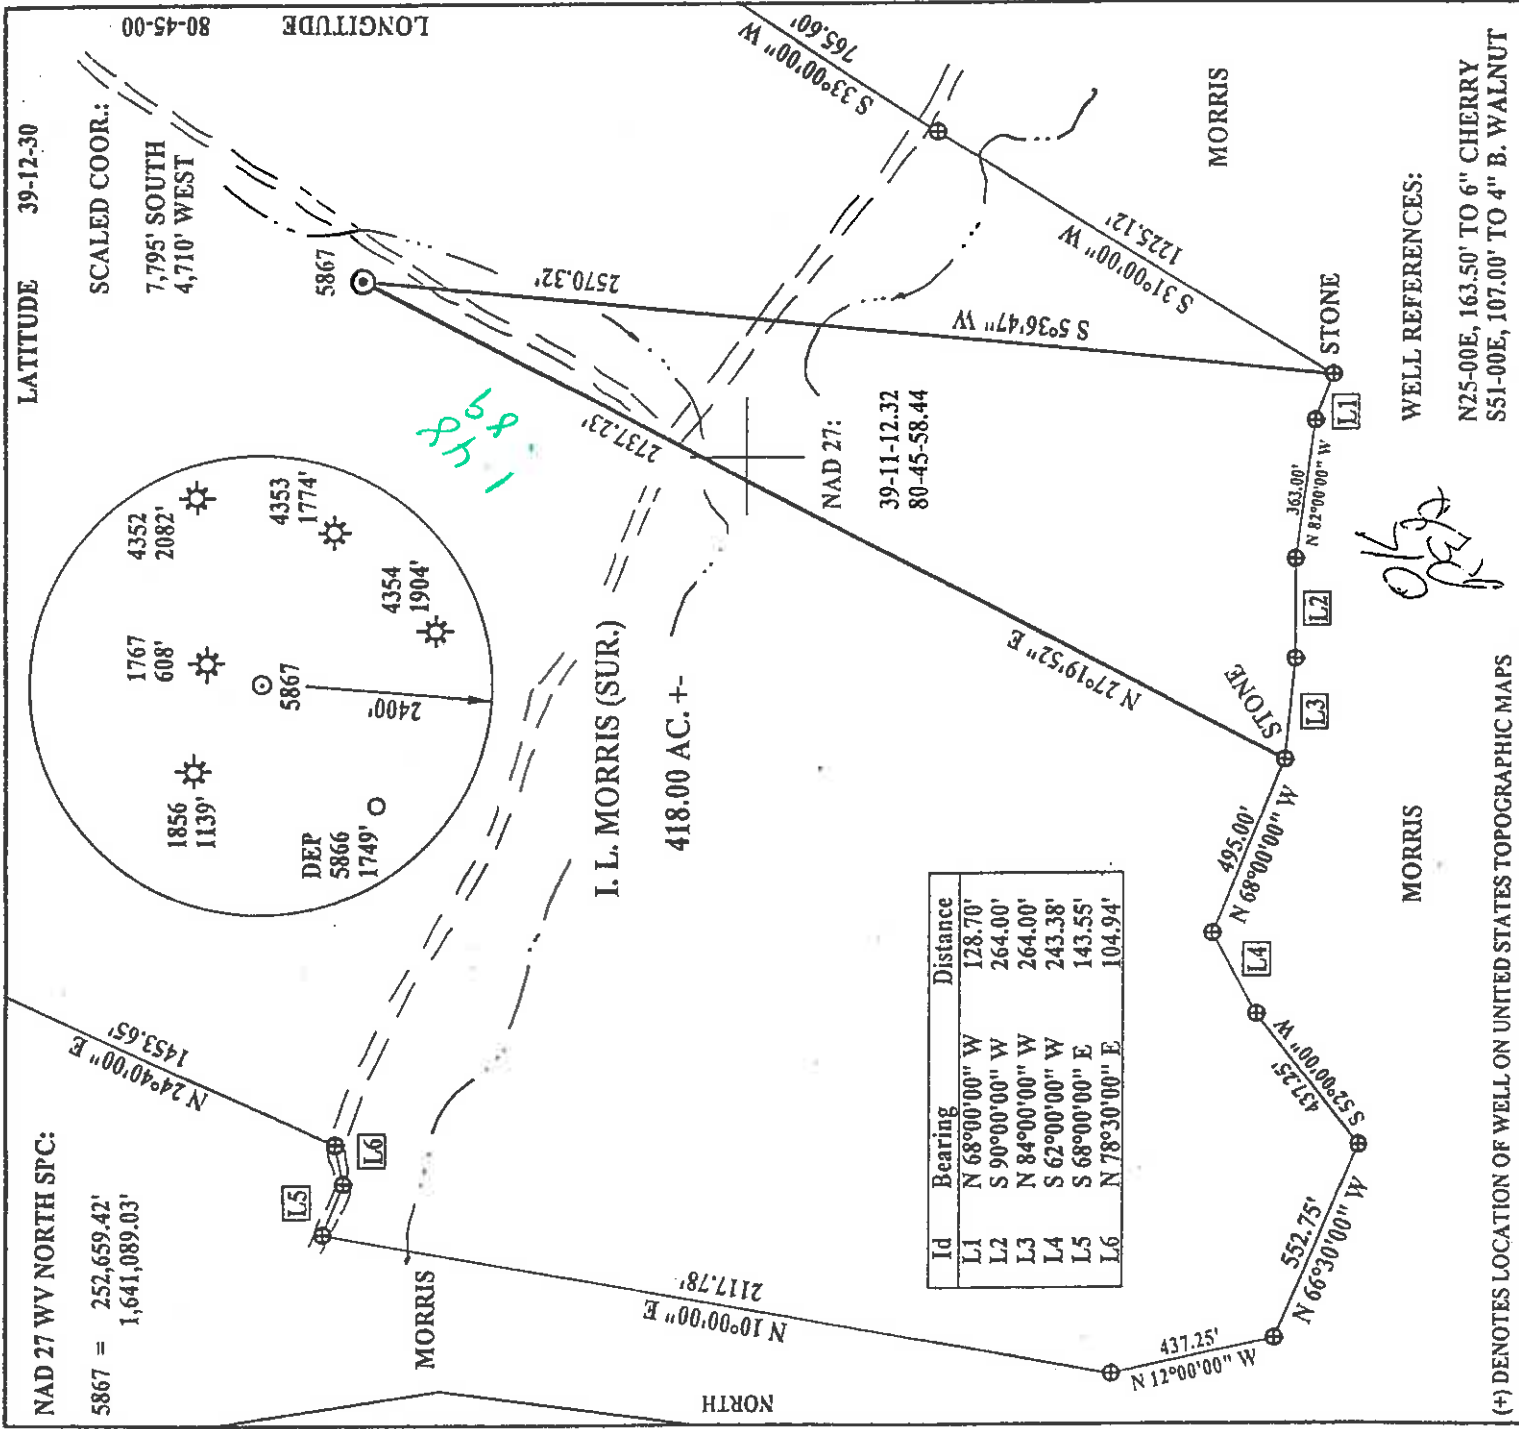 LATITUDE 39-12-30
LONGITUDE 80-45-00
SCALED COOR.:
7,795' SOUTH
4,710' WEST
NAD 27 WV NORTH SPC:
5867 = 252,659.42'
1,641,089.03'
1856
1139'
1767
608'
4352
2082'
4353
1774'
4354
1904'
5867
2400'
DEP
5866
1749'
5867
148
89
2737.23'
N 27°19'52" E
2570.32'
S 5°36'47" W
S 33°00'00" W
765.60'
S 31°00'00" W
1225.12'
MORRIS
NAD 27:
39-11-12.32
80-45-58.44
I. L. MORRIS (SUR.)
418.00 AC. +-
N 24°40'00" E
1453.65'
L5
L6
MORRIS
N 10°00'00" E
2117.78'
NORTH
Id Bearing Distance
L1 N 68°00'00" W 128.70'
L2 S 90°00'00" W 264.00'
L3 N 84°00'00" W 264.00'
L4 S 62°00'00" W 243.38'
L5 S 68°00'00" E 143.55'
L6 N 78°30'00" E 104.94'
437.25'
N 12°00'00" W
552.75'
N 66°30'00" W
S 52°00'00" W
437.25'
L4
495.00'
N 68°00'00" W
STONE
L3
L2
363.00'
N 82°00'00" W
L1
STONE
MORRIS
WELL REFERENCES:
N25-00E, 163.50' TO 6" CHERRY
S51-00E, 107.00' TO 4" B. WALNUT
(+) DENOTES LOCATION OF WELL ON UNITED STATES TOPOGRAPHIC MAPS